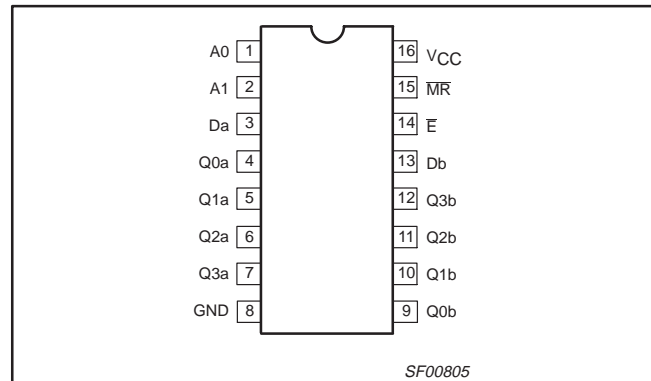 A0 1 16 VCC
A1 2 15 M̅R̅
Da 3 14 E̅
Q0a 4 13 Db
Q1a 5 12 Q3b
Q2a 6 11 Q2b
Q3a 7 10 Q1b
GND 8 9 Q0b
SF00805